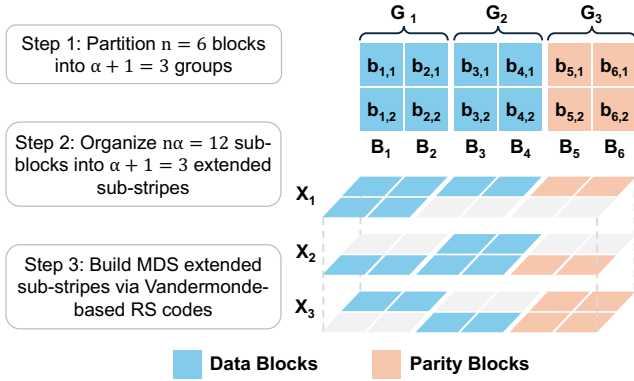 G 1
G2
G3
Step 1: Partition n = 6 blocks
into α + 1 = 3 groups
b1,1 b2,1 b3,1 b4,1 b5,1 b6,1
b1,2 b2,2 b3,2 b4,2 b5,2 b6,2
B1 B2 B3 B4 B5 B6
Step 2: Organize nα = 12 sub-
blocks into α + 1 = 3 extended
sub-stripes
X1
X2
Step 3: Build MDS extended
sub-stripes via Vandermonde-
based RS codes
X3
Data Blocks
Parity Blocks